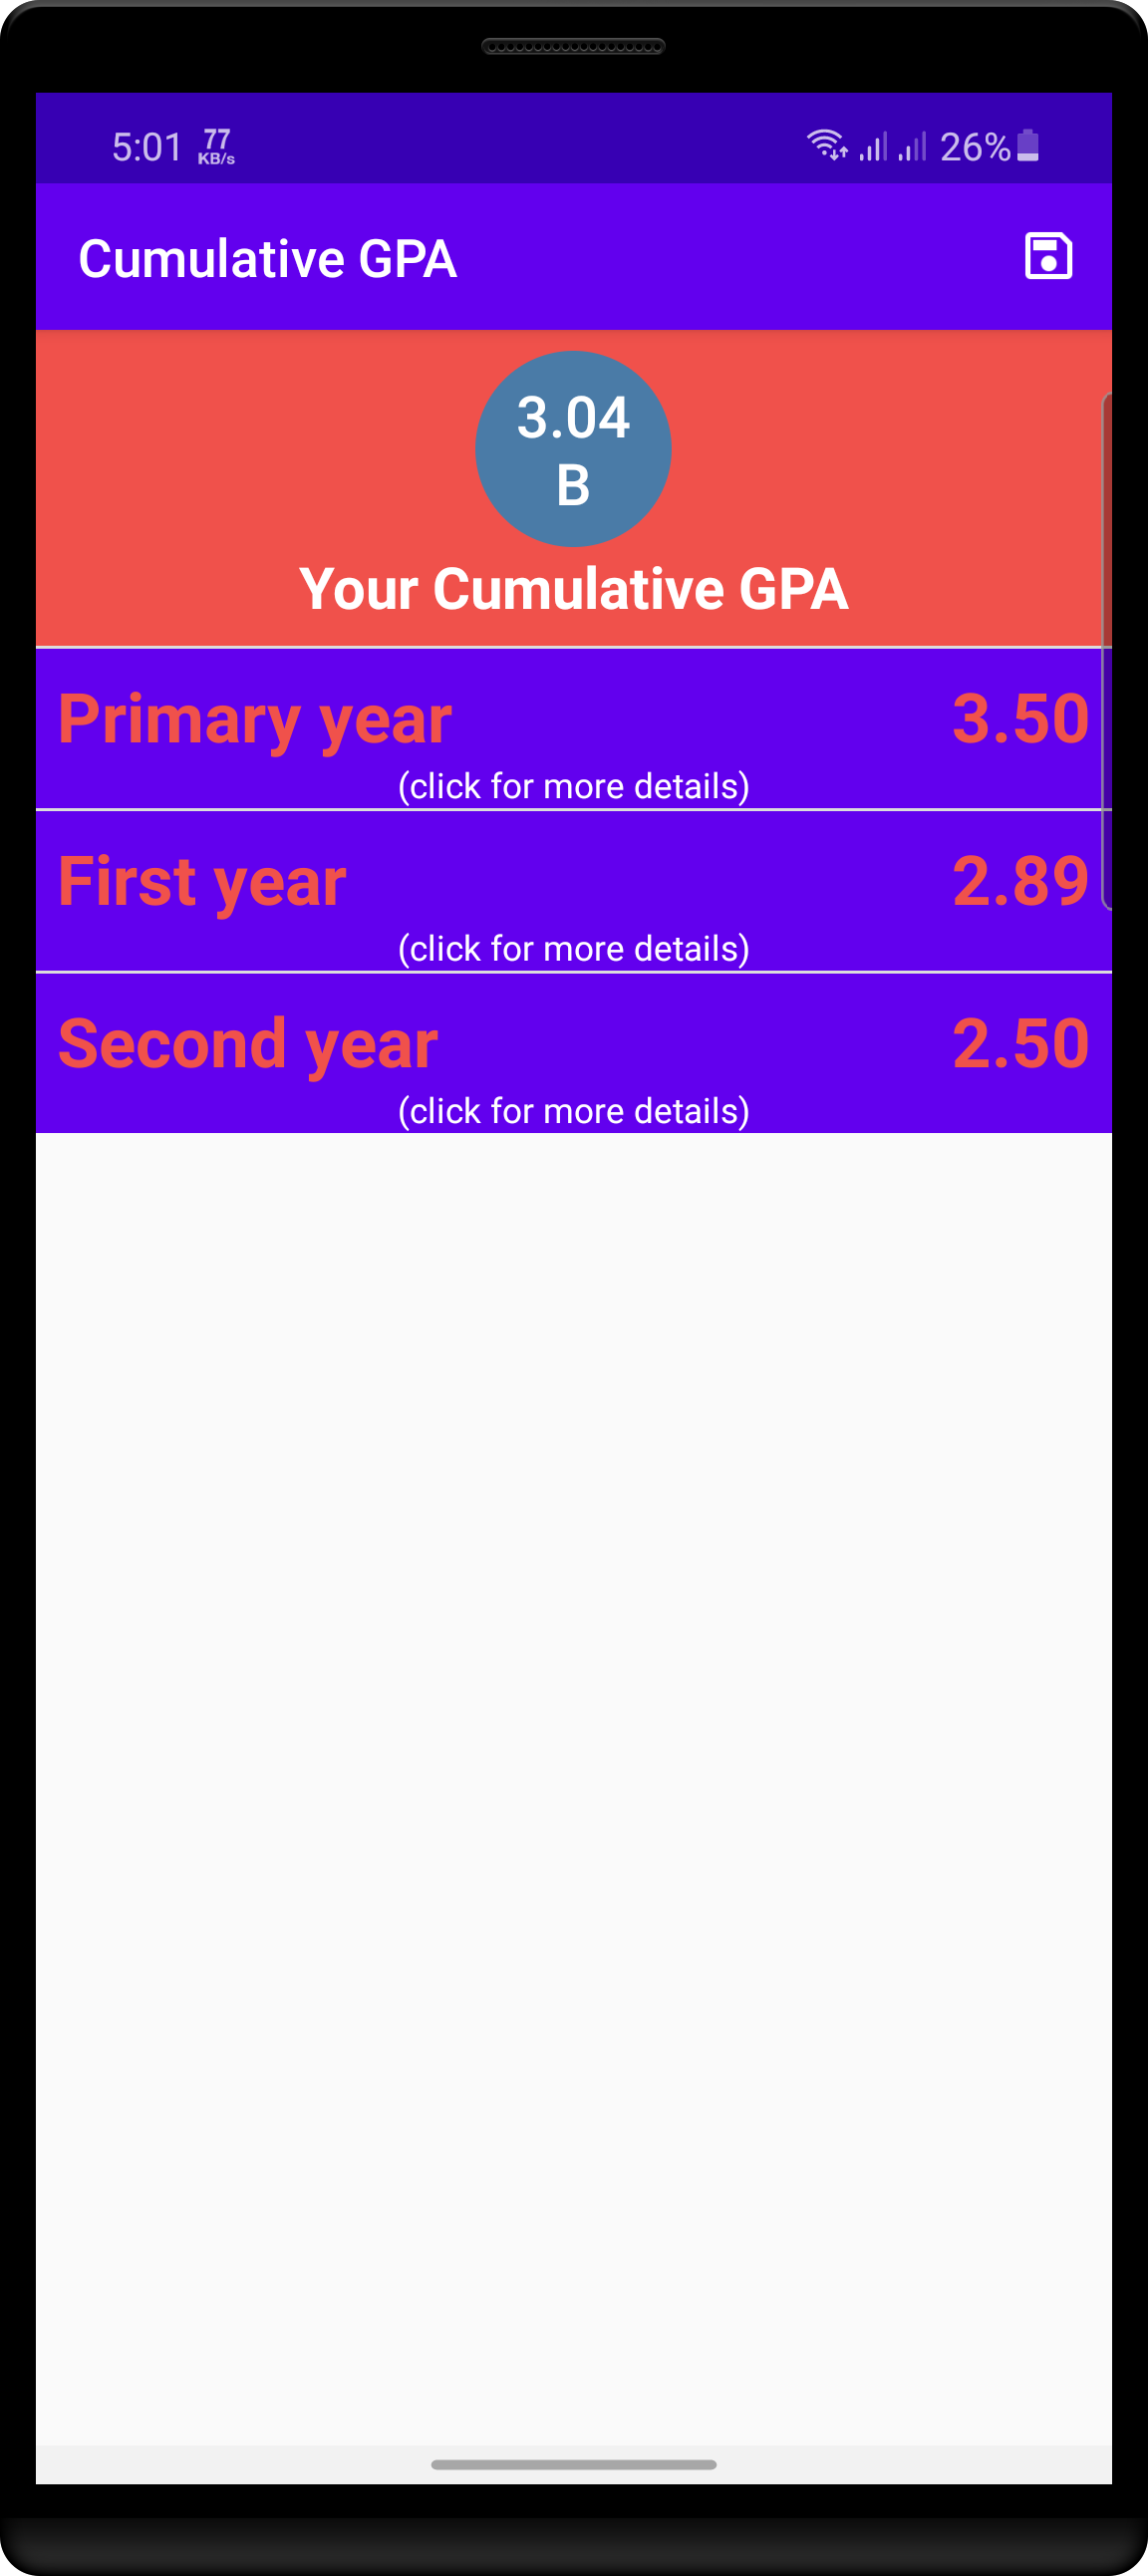 5:01 77 KB/s 26%
Cumulative GPA
3.04
B
Your Cumulative GPA
Primary year 3.50
(click for more details)
First year 2.89
(click for more details)
Second year 2.50
(click for more details)